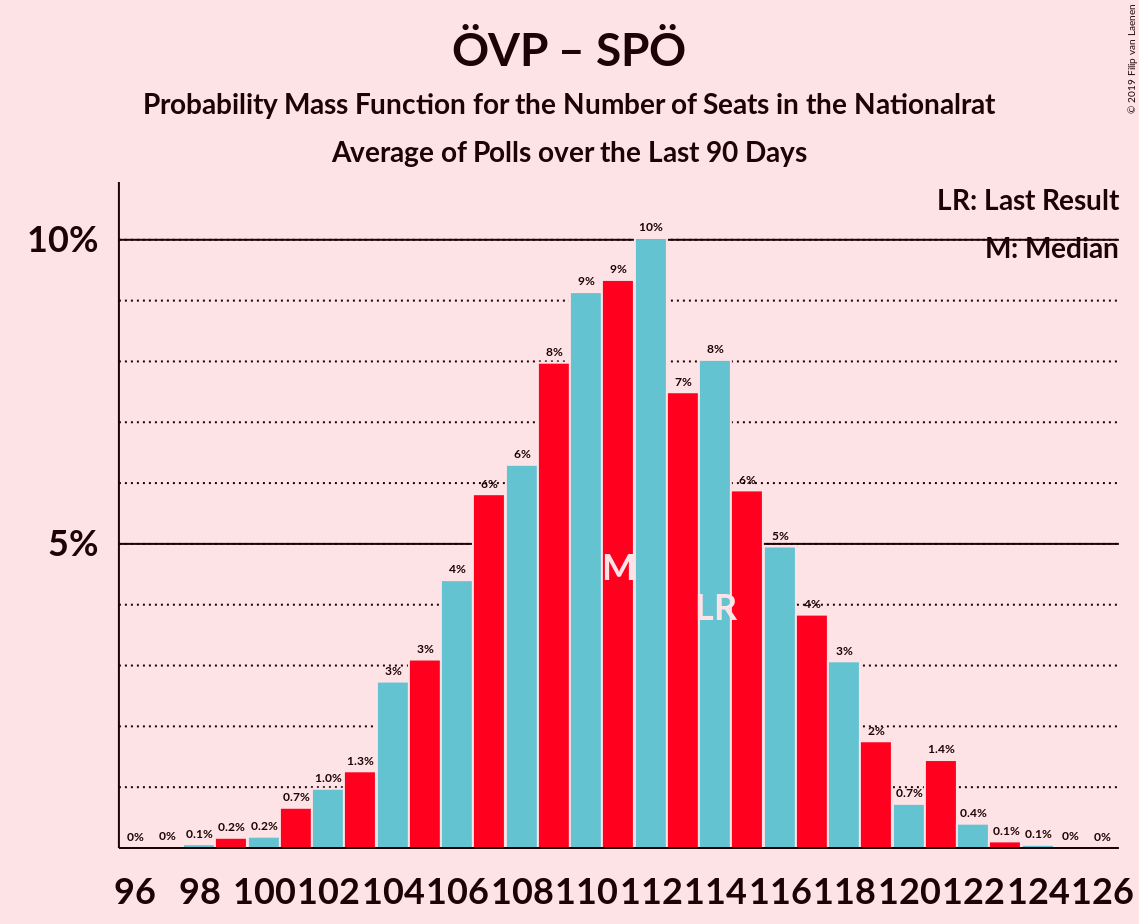 ÖVP – SPÖ
Probability Mass Function for the Number of Seats in the Nationalrat
Average of Polls over the Last 90 Days
© 2019 Filip van Laenen
LR: Last Result
M: Median
10%
5%
0% 0% 0.1% 0.2% 0.2% 0.7% 1.0% 1.3% 3% 3% 4% 6% 6% 8% 9% 9% 10% 7% 8% 6% 5% 4% 3% 2% 0.7% 1.4% 0.4% 0.1% 0.1% 0% 0%
M
LR
96 98 100 102 104 106 108 110 112 114 116 118 120 122 124 126